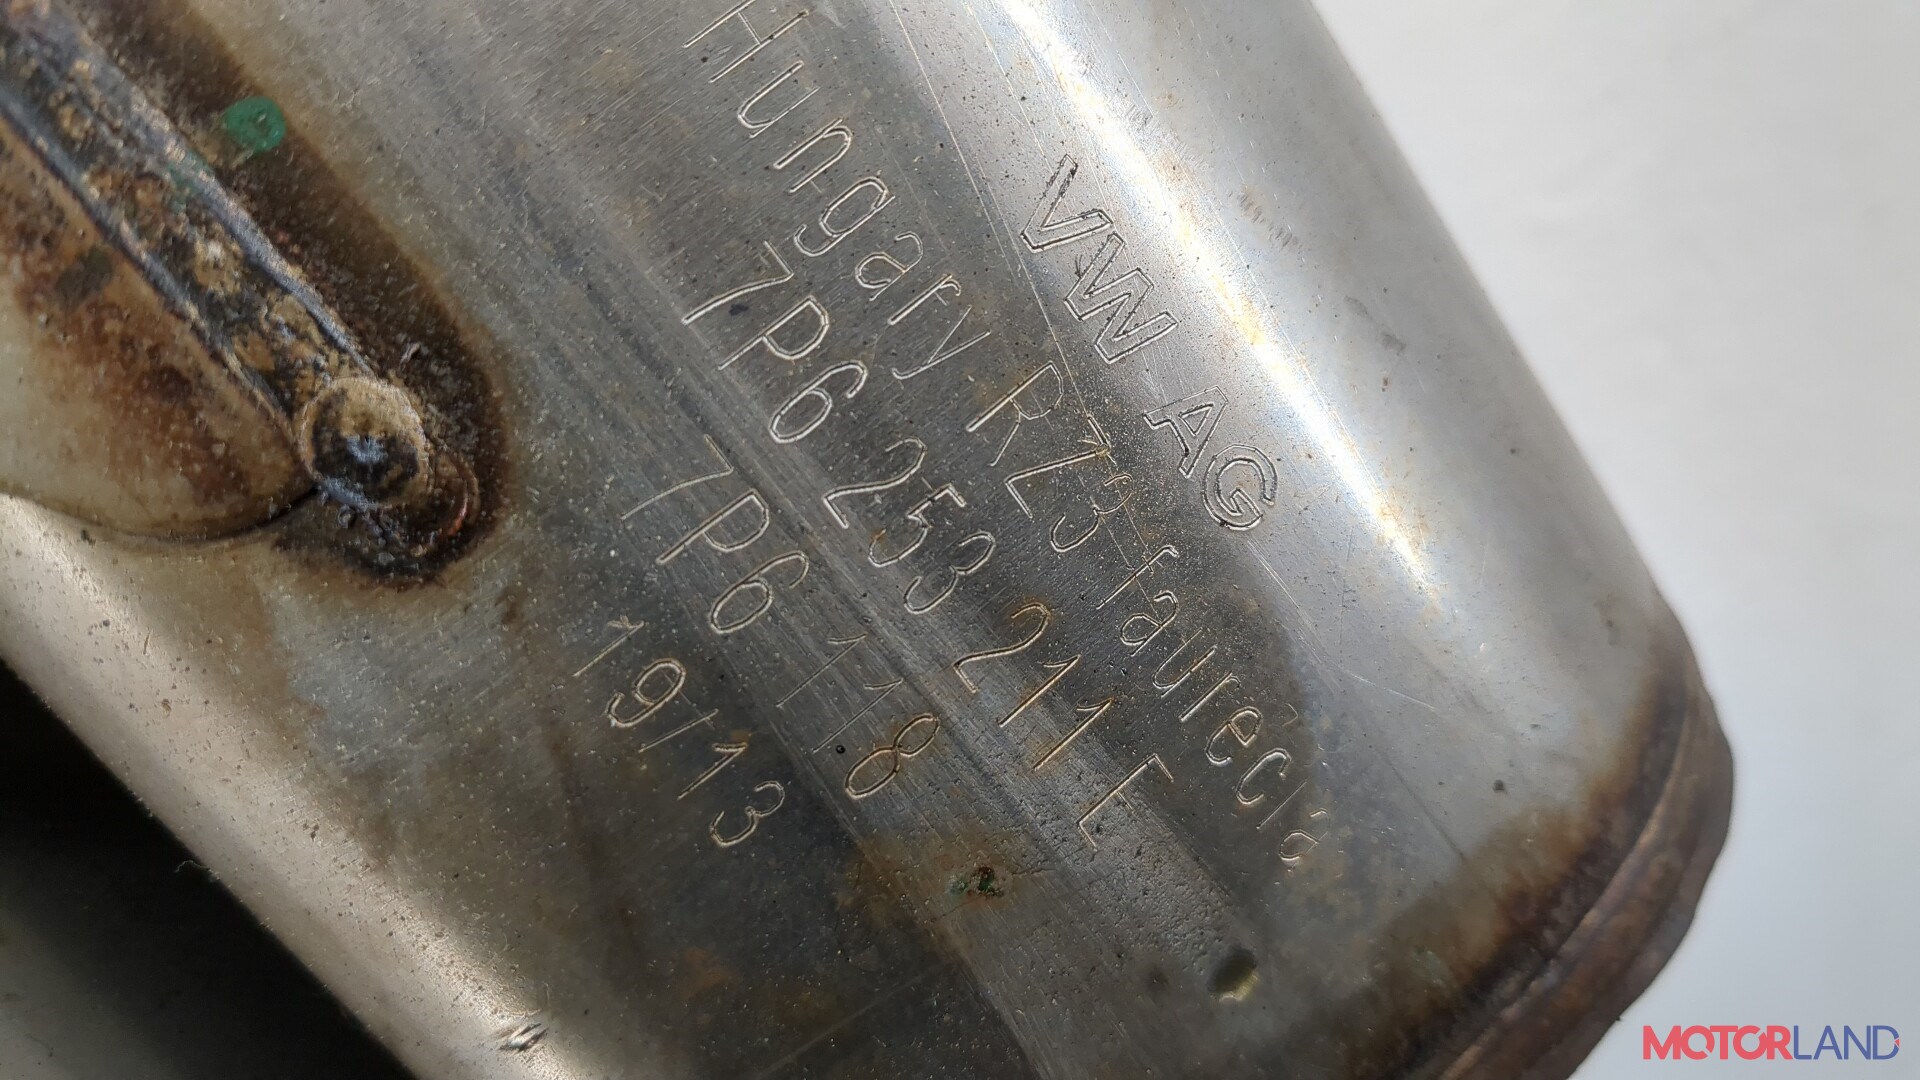 VW AG
Hungary RZ3 faurecia
7P6 253 211 E
7P6 118
19/13
MOTORLAND